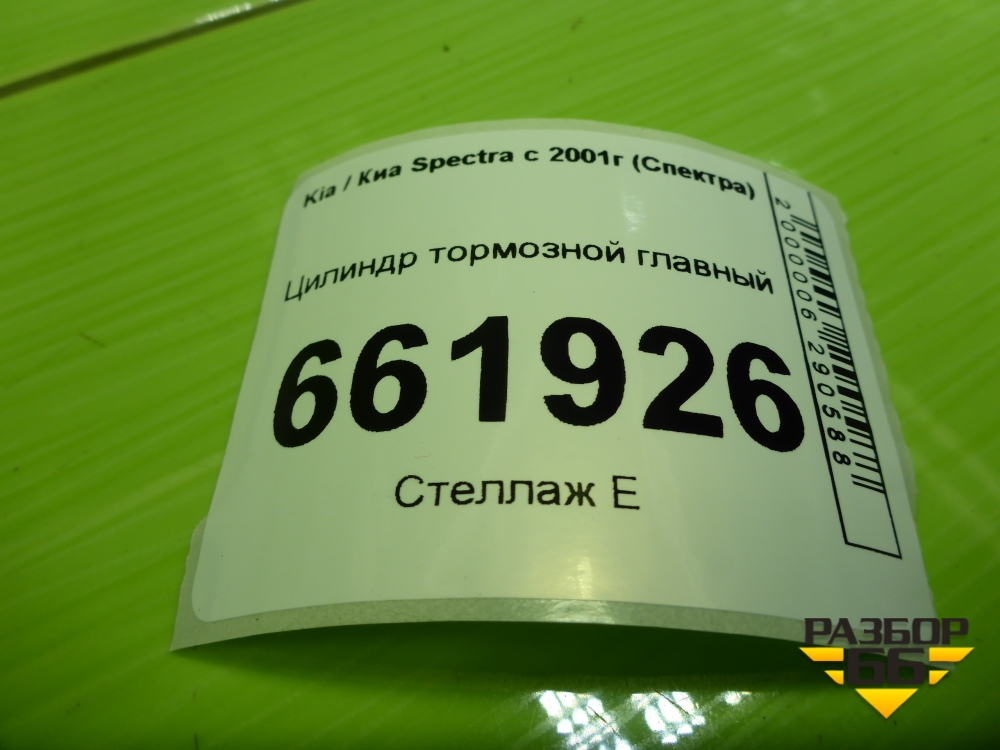 Kia / Киа Spectra с 2001г (Спектра)
Цилиндр тормозной главный
661926
Стеллаж Е
2000006290588
РАЗБОР
66